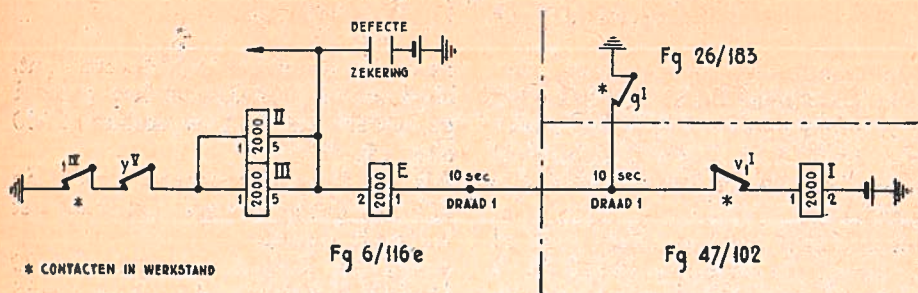 DEFECTE
ZEKERING
Fg 26/183
* gI
II
1 2000 5
III
1 2000 5
IV yV
*
E
2 2000 1
10 sec.
DRAAD 1
10 sec.
DRAAD 1
v1I
*
I
1 2000 2
Fg 6/116e
Fg 47/102
* CONTACTEN IN WERKSTAND